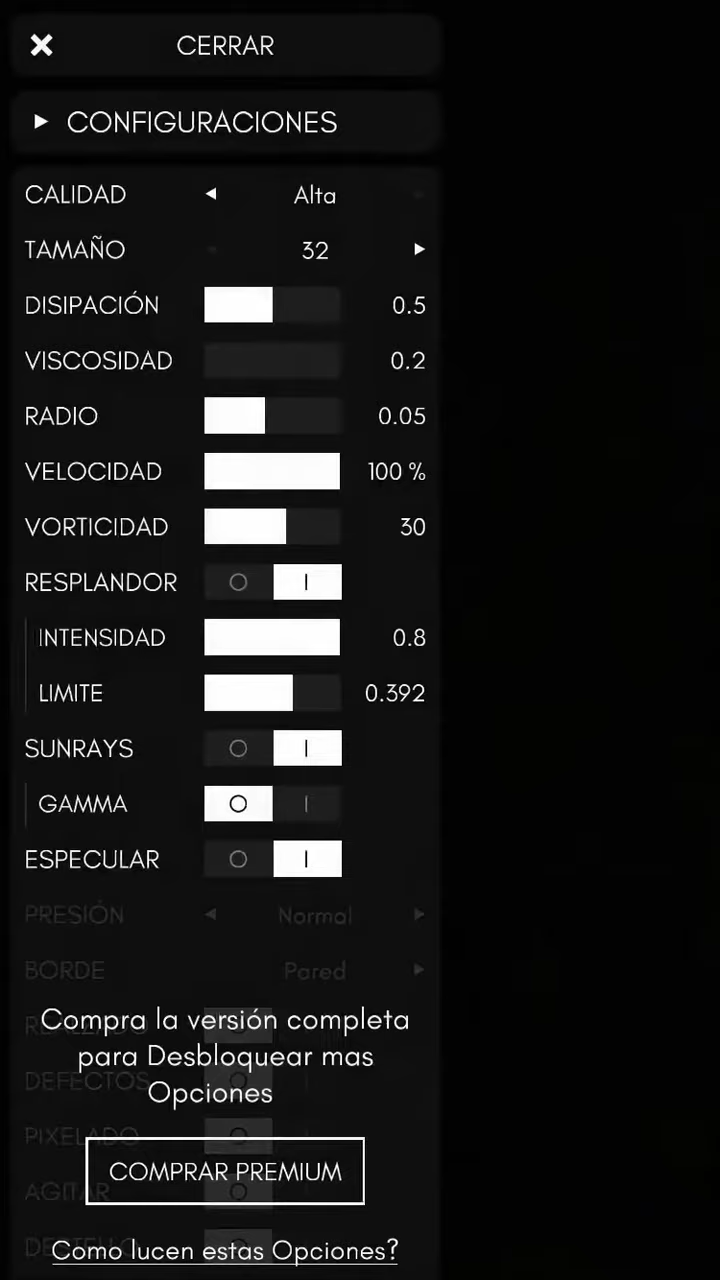 CERRAR
CONFIGURACIONES
CALIDAD Alta
TAMAÑO 32
DISIPACIÓN 0.5
VISCOSIDAD 0.2
RADIO 0.05
VELOCIDAD 100 %
VORTICIDAD 30
RESPLANDOR
INTENSIDAD 0.8
LIMITE 0.392
SUNRAYS
GAMMA
ESPECULAR
PRESIÓN Normal
BORDE Pared
Compra la versión completa
para Desbloquear mas
DEFECTOS
Opciones
PIXELADO
COMPRAR PREMIUM
AGITAR
Como lucen estas Opciones?